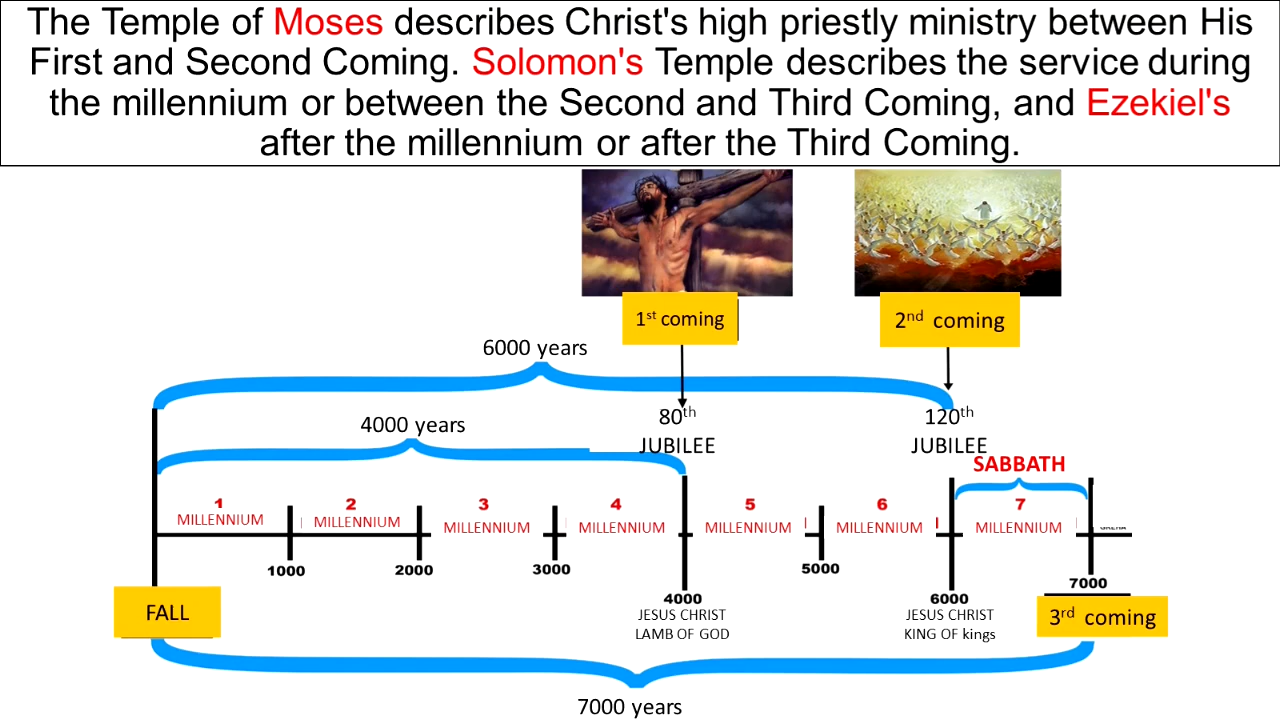 The Temple of Moses describes Christ's high priestly ministry between His
First and Second Coming. Solomon's Temple describes the service during
the millennium or between the Second and Third Coming, and Ezekiel's
after the millennium or after the Third Coming.
1st coming
2nd coming
6000 years
80th
JUBILEE
120th
JUBILEE
4000 years
SABBATH
1
MILLENNIUM
2
MILLENNIUM
3
MILLENNIUM
4
MILLENNIUM
5
MILLENNIUM
6
MILLENNIUM
7
MILLENNIUM
1000
2000
3000
4000
5000
6000
7000
JESUS CHRIST
LAMB OF GOD
JESUS CHRIST
KING OF kings
FALL
3rd coming
7000 years